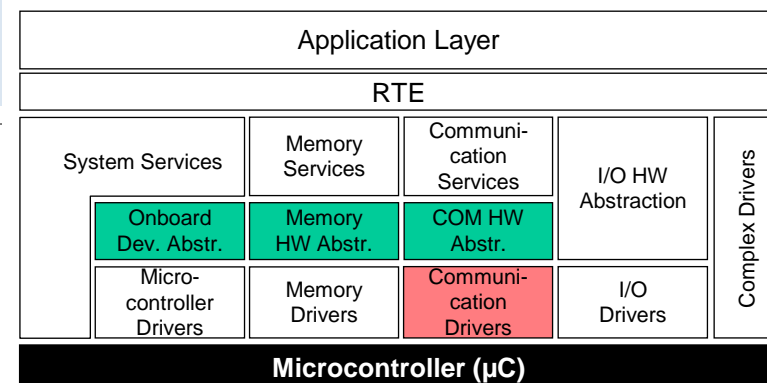 Application Layer
RTE
System Services
Memory
Services
Communi-
cation
Services
I/O HW
Abstraction
Complex Drivers
Onboard
Dev. Abstr.
Memory
HW Abstr.
COM HW
Abstr.
Micro-
controller
Drivers
Memory
Drivers
Communi-
cation
Drivers
I/O
Drivers
Microcontroller (µC)